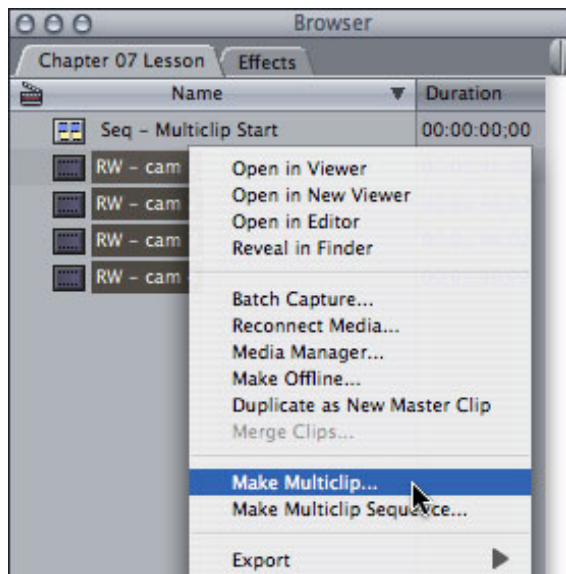 Browser
Chapter 07 Lesson
Effects
Name
Duration
Seq - Multiclip Start
00:00:00;00
RW - cam
RW - cam
RW - cam
RW - cam
Open in Viewer
Open in New Viewer
Open in Editor
Reveal in Finder
Batch Capture...
Reconnect Media...
Media Manager...
Make Offline...
Duplicate as New Master Clip
Merge Clips...
Make Multiclip...
Make Multiclip Sequence...
Export